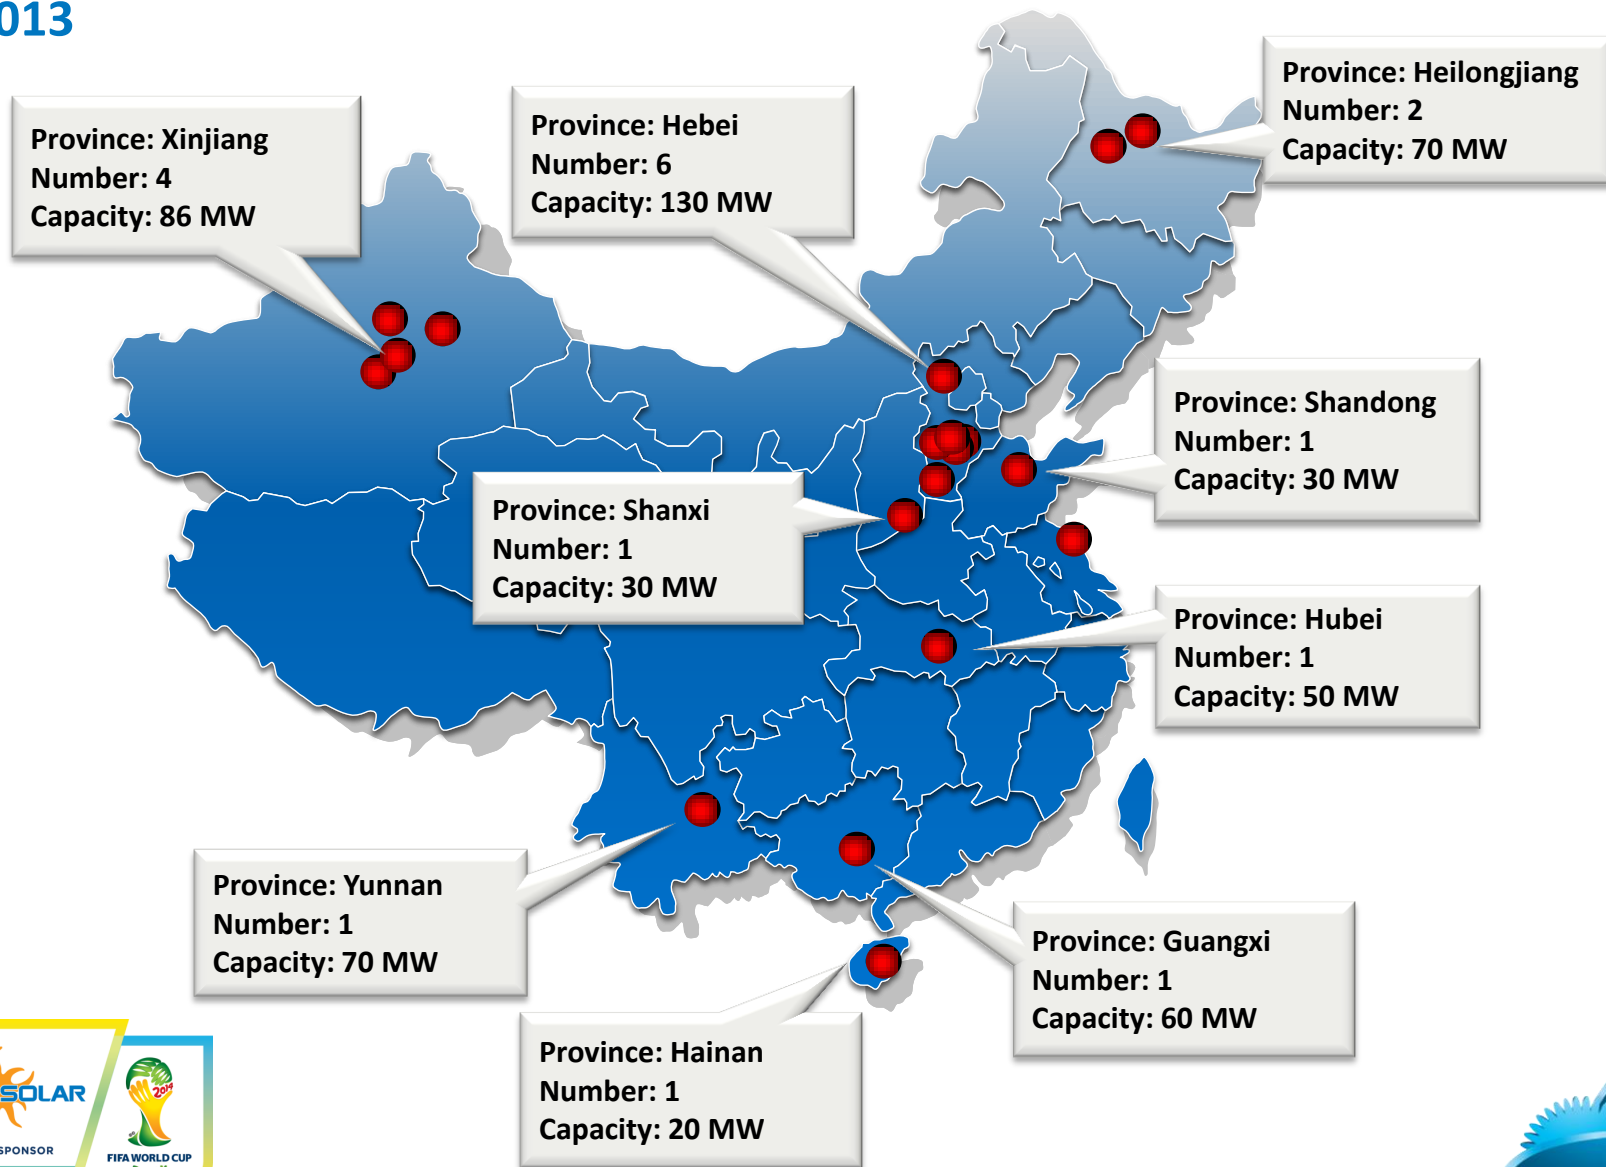 013
Province: Heilongjiang
Number: 2
Capacity: 70 MW
Province: Xinjiang
Number: 4
Capacity: 86 MW
Province: Hebei
Number: 6
Capacity: 130 MW
Province: Shandong
Number: 1
Capacity: 30 MW
Province: Shanxi
Number: 1
Capacity: 30 MW
Province: Hubei
Number: 1
Capacity: 50 MW
Province: Yunnan
Number: 1
Capacity: 70 MW
Province: Guangxi
Number: 1
Capacity: 60 MW
Province: Hainan
Number: 1
Capacity: 20 MW
SOLAR
SPONSOR
2014
FIFA WORLD CUP